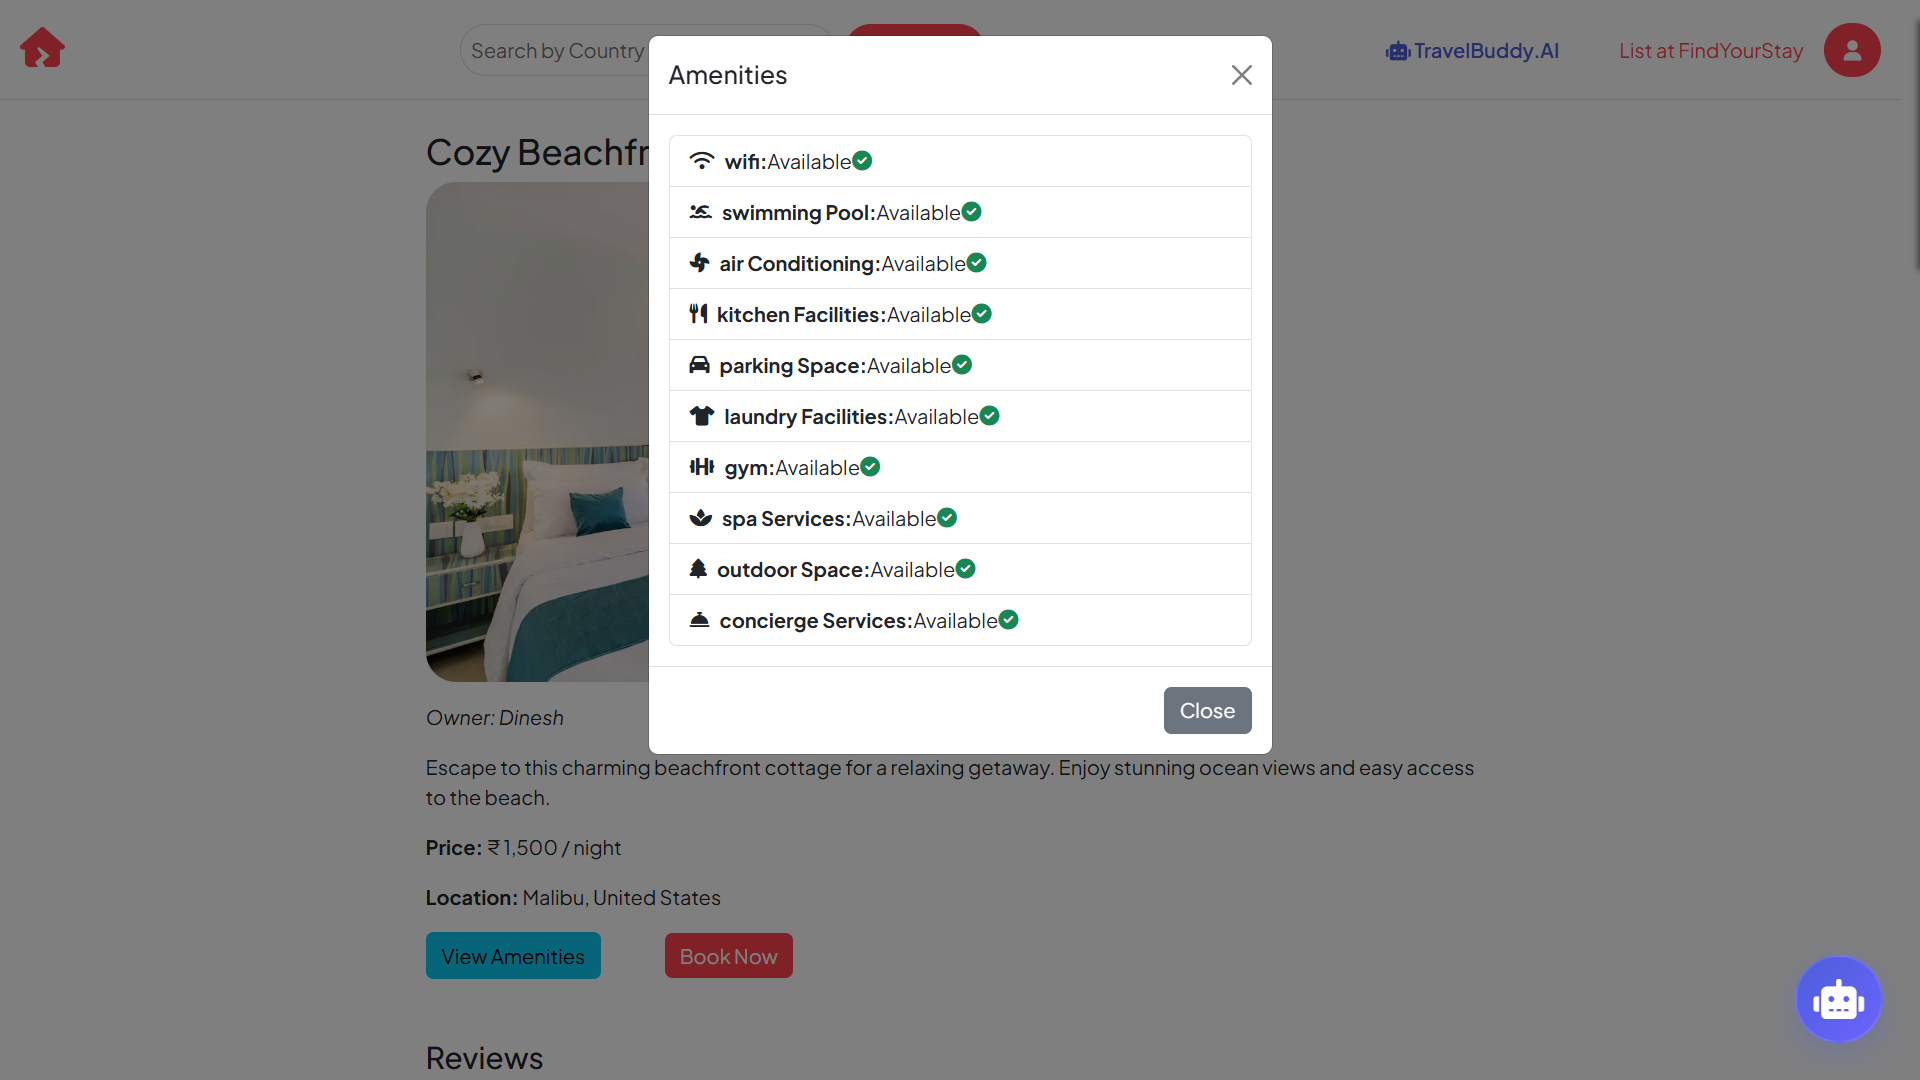 Search by Country
TravelBuddy.AI
List at FindYourStay
Amenities
Cozy Beachfr
wifi:Available
swimming Pool:Available
air Conditioning:Available
kitchen Facilities:Available
parking Space:Available
laundry Facilities:Available
gym:Available
spa Services:Available
outdoor Space:Available
concierge Services:Available
Close
Owner: Dinesh
Escape to this charming beachfront cottage for a relaxing getaway. Enjoy stunning ocean views and easy access
to the beach.
Price: ₹1,500 / night
Location: Malibu, United States
View Amenities
Book Now
Reviews